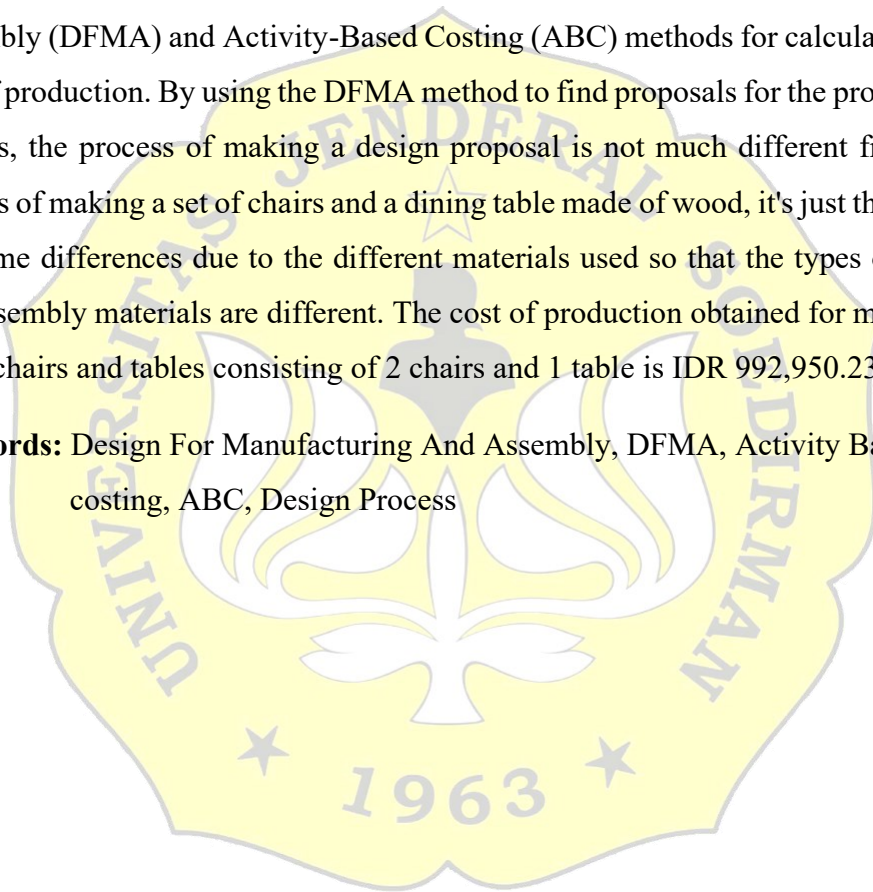 bly (DFMA) and Activity-Based Costing (ABC) methods for calcula
production. By using the DFMA method to find proposals for the pro
s, the process of making a design proposal is not much different f
s of making a set of chairs and a dining table made of wood, it's just th
me differences due to the different materials used so that the types
sembly materials are different. The cost of production obtained for m
chairs and tables consisting of 2 chairs and 1 table is IDR 992,950.23
ords: Design For Manufacturing And Assembly, DFMA, Activity Ba
costing, ABC, Design Process
UNIVERSITAS JENDERAL SOEDIRMAN
1963